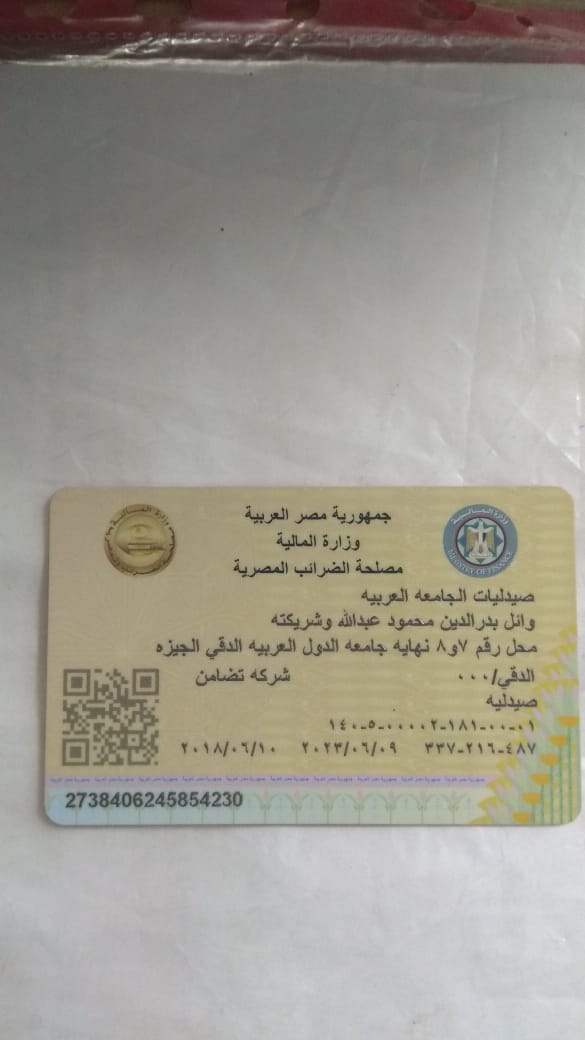 جمهورية مصر العربية
وزارة المالية
مصلحة الضرائب المصرية
وزارة المالية
MINISTRY OF FINANCE
صيدليات الجامعه العربيه
وائل بدرالدين محمود عبدالله وشريكته
محل رقم ٧و٨ نهايه جامعه الدول العربيه الدقي الجيزه
الدقي/٠٠٠ شركه تضامن
صيدليه
١٤٠-٥-٠٠٠٠٢-١٨١-٠٠-٠١
٣٣٧-٢١٦-٤٨٧ ٢٠٢٣/٠٦/٠٩ ٢٠١٨/٠٦/١٠
2738406245854230